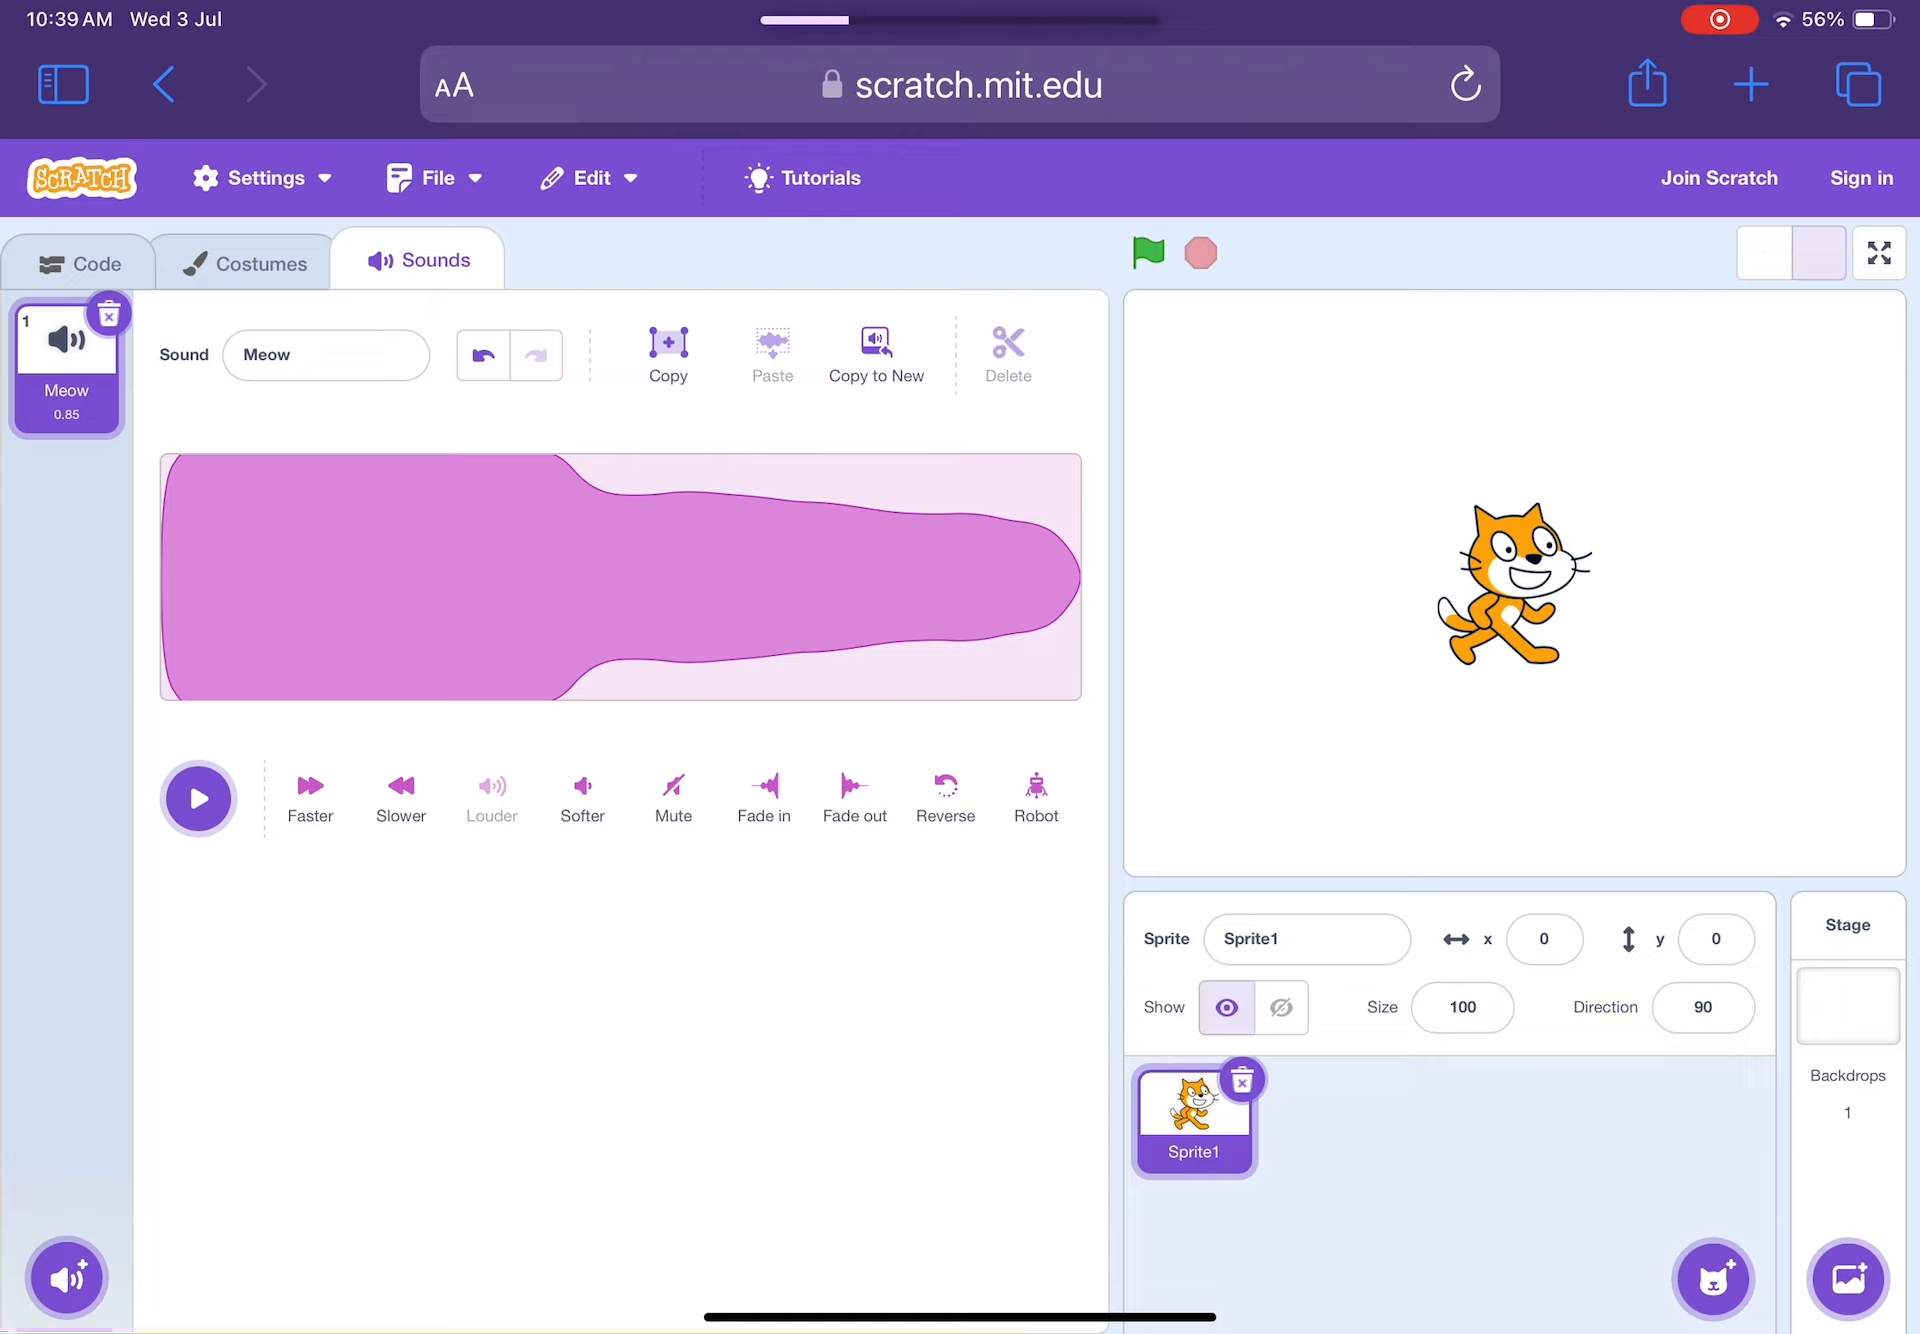 10:39 AM Wed 3 Jul
56%
AA
scratch.mit.edu
SCRATCH
Settings
File
Edit
Tutorials
Join Scratch
Sign in
Code
Costumes
Sounds
1
Meow
0.85
Sound
Meow
Copy
Paste
Copy to New
Delete
Faster
Slower
Louder
Softer
Mute
Fade in
Fade out
Reverse
Robot
Sprite
Sprite1
x
0
y
0
Show
Size
100
Direction
90
Sprite1
Stage
Backdrops
1